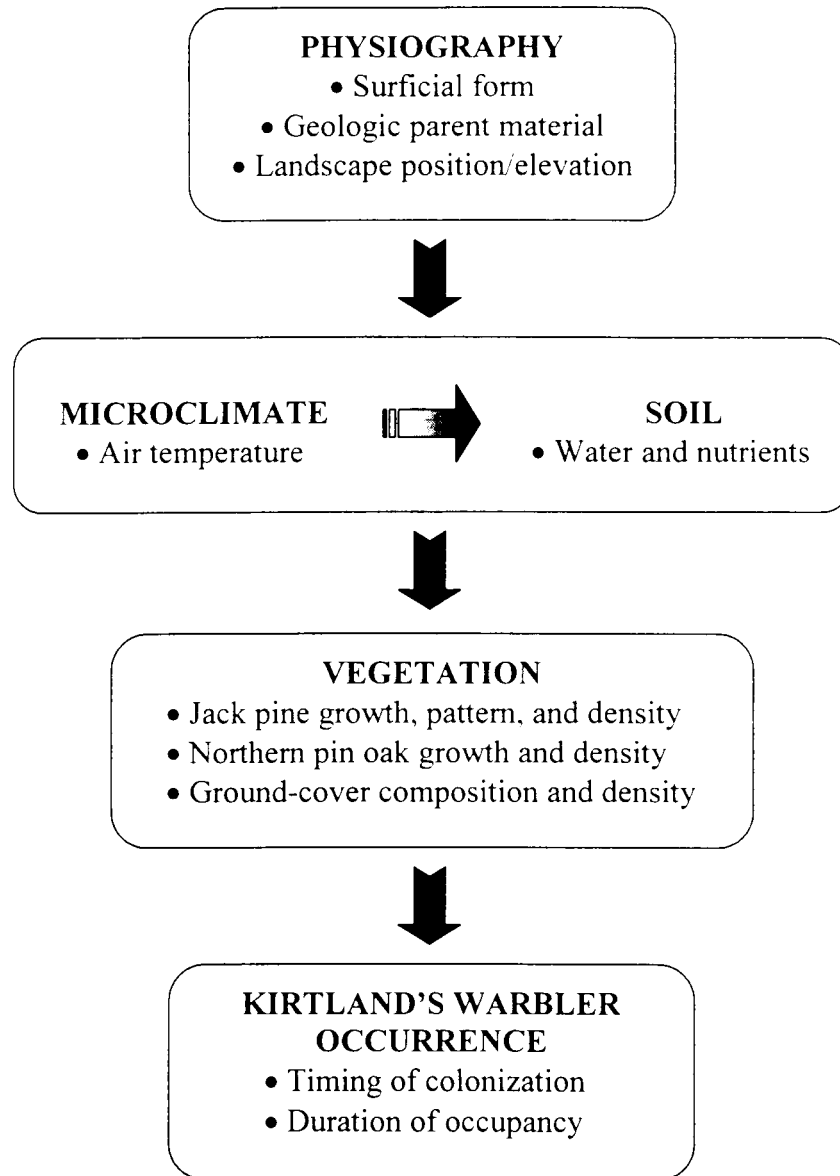 PHYSIOGRAPHY
• Surficial form
• Geologic parent material
• Landscape position/elevation
MICROCLIMATE
• Air temperature
SOIL
• Water and nutrients
VEGETATION
• Jack pine growth, pattern, and density
• Northern pin oak growth and density
• Ground-cover composition and density
KIRTLAND'S WARBLER
OCCURRENCE
• Timing of colonization
• Duration of occupancy